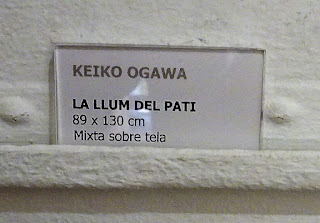 KEIKO OGAWA
LA LLUM DEL PATI
89 x 130 cm
Mixta sobre tela